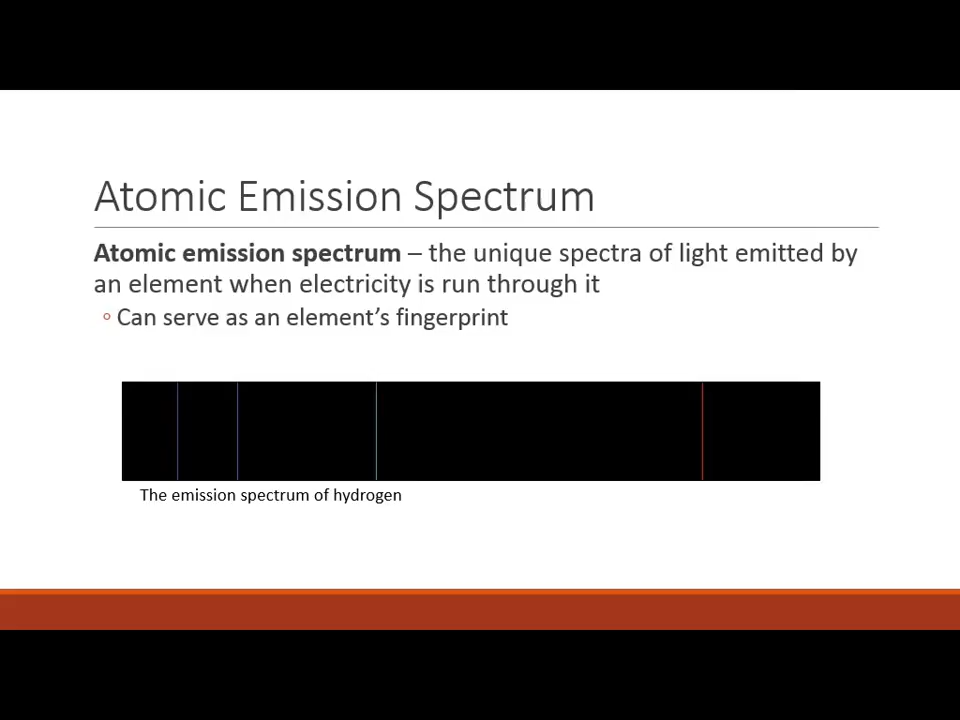 Atomic Emission Spectrum
Atomic emission spectrum – the unique spectra of light emitted by
an element when electricity is run through it
◦ Can serve as an element’s fingerprint
The emission spectrum of hydrogen